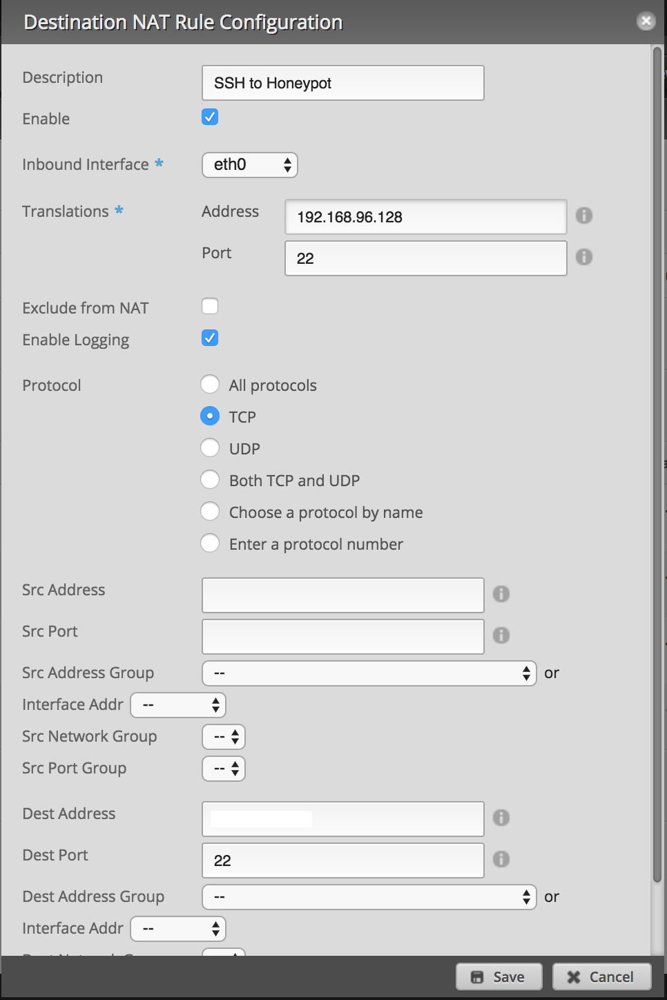 Destination NAT Rule Configuration
Description SSH to Honeypot
Enable
Inbound Interface * eth0
Translations * Address 192.168.96.128
Port 22
Exclude from NAT
Enable Logging
Protocol All protocols
TCP
UDP
Both TCP and UDP
Choose a protocol by name
Enter a protocol number
Src Address
Src Port
Src Address Group -- or
Interface Addr --
Src Network Group --
Src Port Group --
Dest Address
Dest Port 22
Dest Address Group -- or
Interface Addr --
Save Cancel